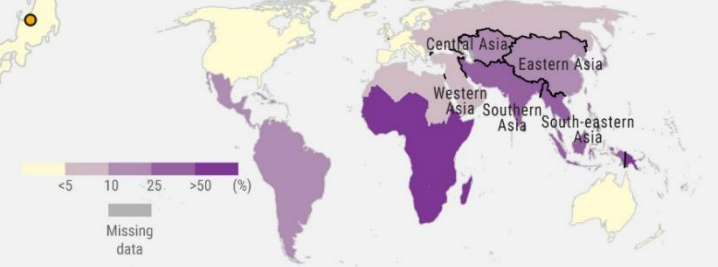 Central Asia
Eastern Asia
Western
Asia
Southern
Asia
South-eastern
Asia
<5 10 25 >50 (%)
Missing
data